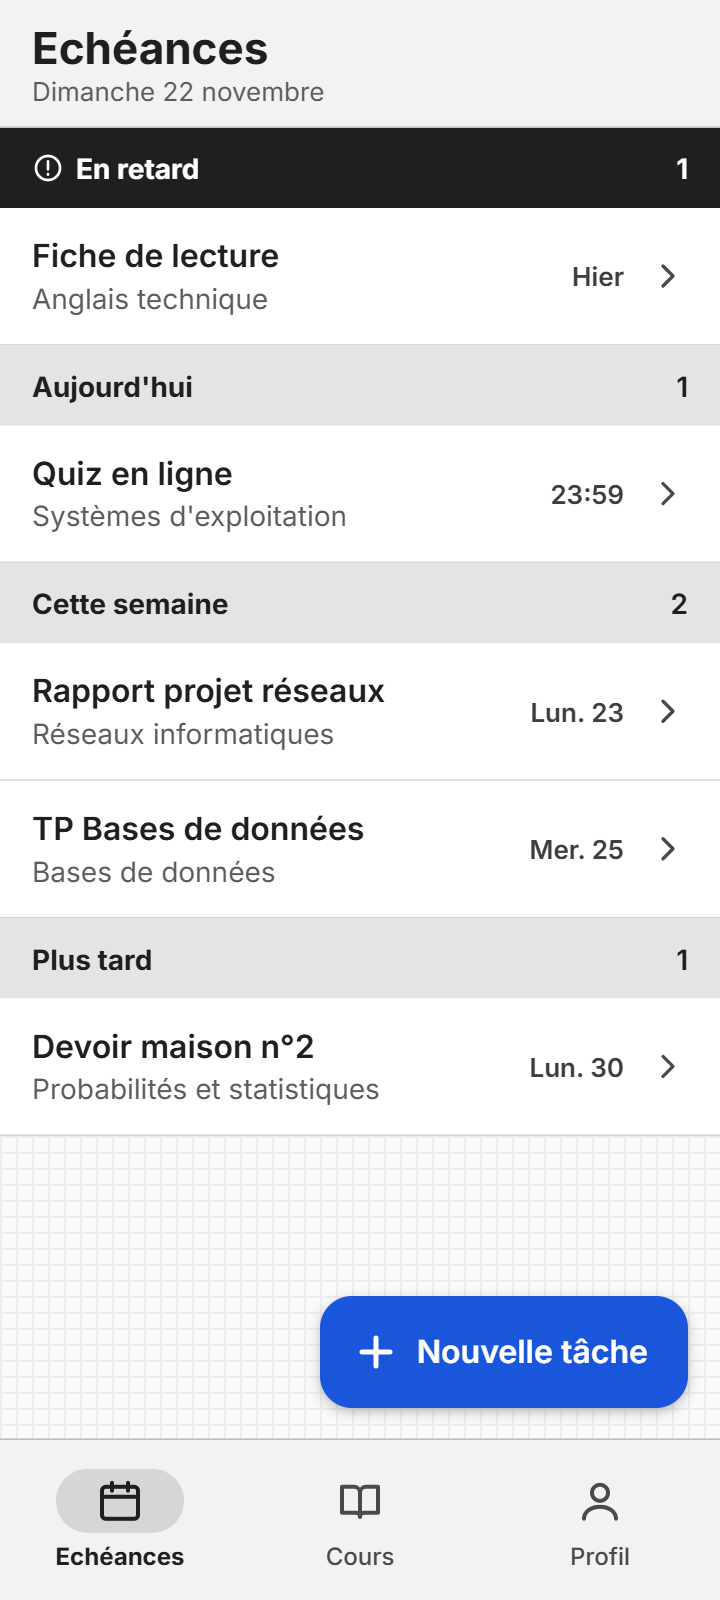 Echéances
Dimanche 22 novembre
En retard 1
Fiche de lecture
Anglais technique
Hier
Aujourd'hui 1
Quiz en ligne
Systèmes d'exploitation
23:59
Cette semaine 2
Rapport projet réseaux
Réseaux informatiques
Lun. 23
TP Bases de données
Bases de données
Mer. 25
Plus tard 1
Devoir maison n°2
Probabilités et statistiques
Lun. 30
Nouvelle tâche
Echéances
Cours
Profil